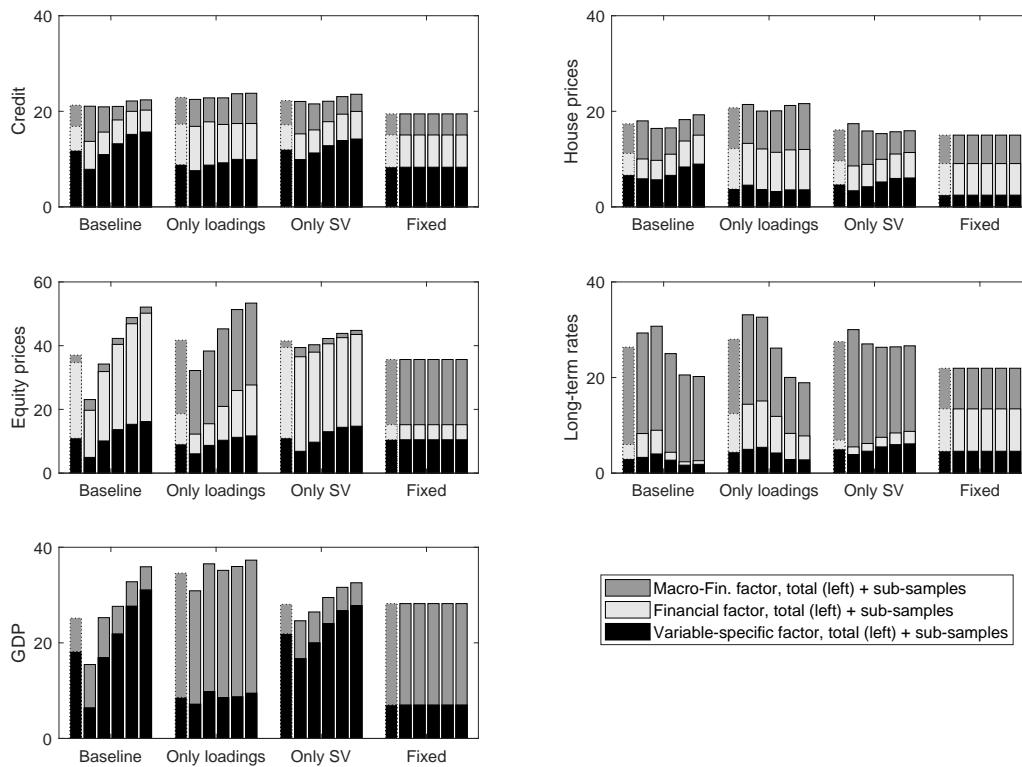 40
20
0
Credit
Baseline Only loadings Only SV Fixed
40
20
0
House prices
Baseline Only loadings Only SV Fixed
60
40
20
0
Equity prices
Baseline Only loadings Only SV Fixed
40
20
0
Long-term rates
Baseline Only loadings Only SV Fixed
40
20
0
GDP
Baseline Only loadings Only SV Fixed
Macro-Fin. factor, total (left) + sub-samples
Financial factor, total (left) + sub-samples
Variable-specific factor, total (left) + sub-samples